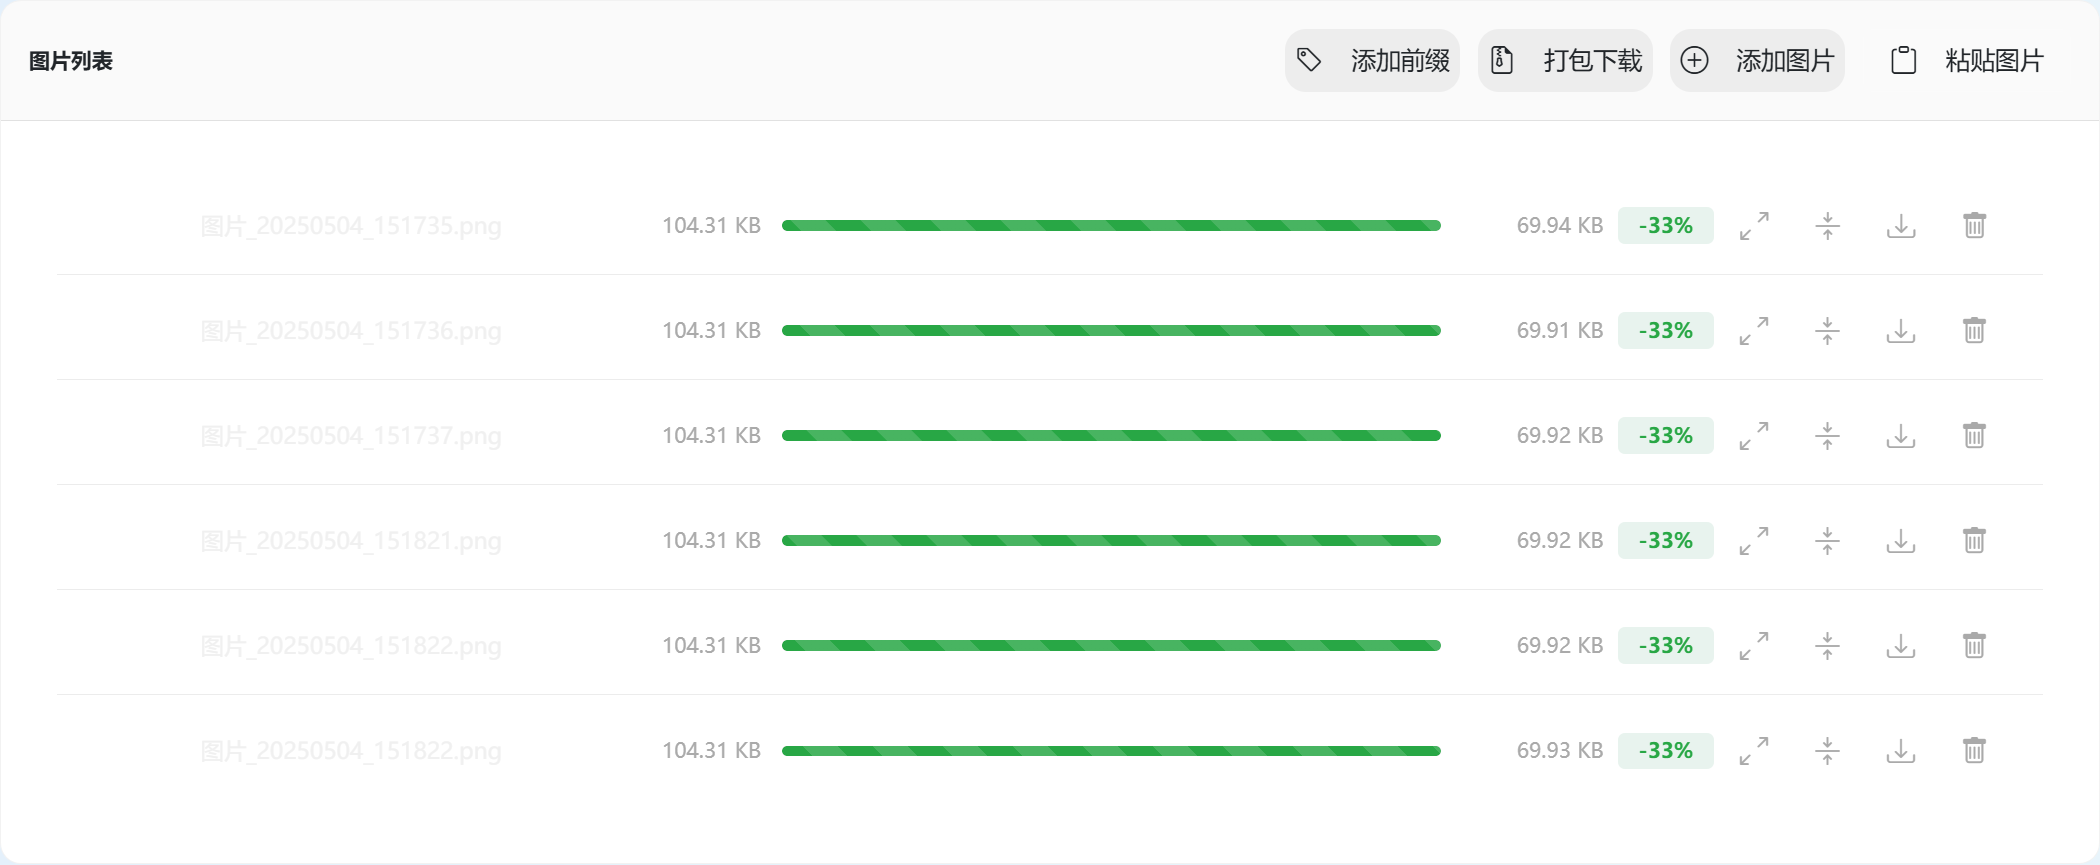 图片列表 添加前缀 打包下载 添加图片 粘贴图片
图片_20250504_151735.png 104.31 KB 69.94 KB -33%
图片_20250504_151736.png 104.31 KB 69.91 KB -33%
图片_20250504_151737.png 104.31 KB 69.92 KB -33%
图片_20250504_151821.png 104.31 KB 69.92 KB -33%
图片_20250504_151822.png 104.31 KB 69.92 KB -33%
图片_20250504_151822.png 104.31 KB 69.93 KB -33%